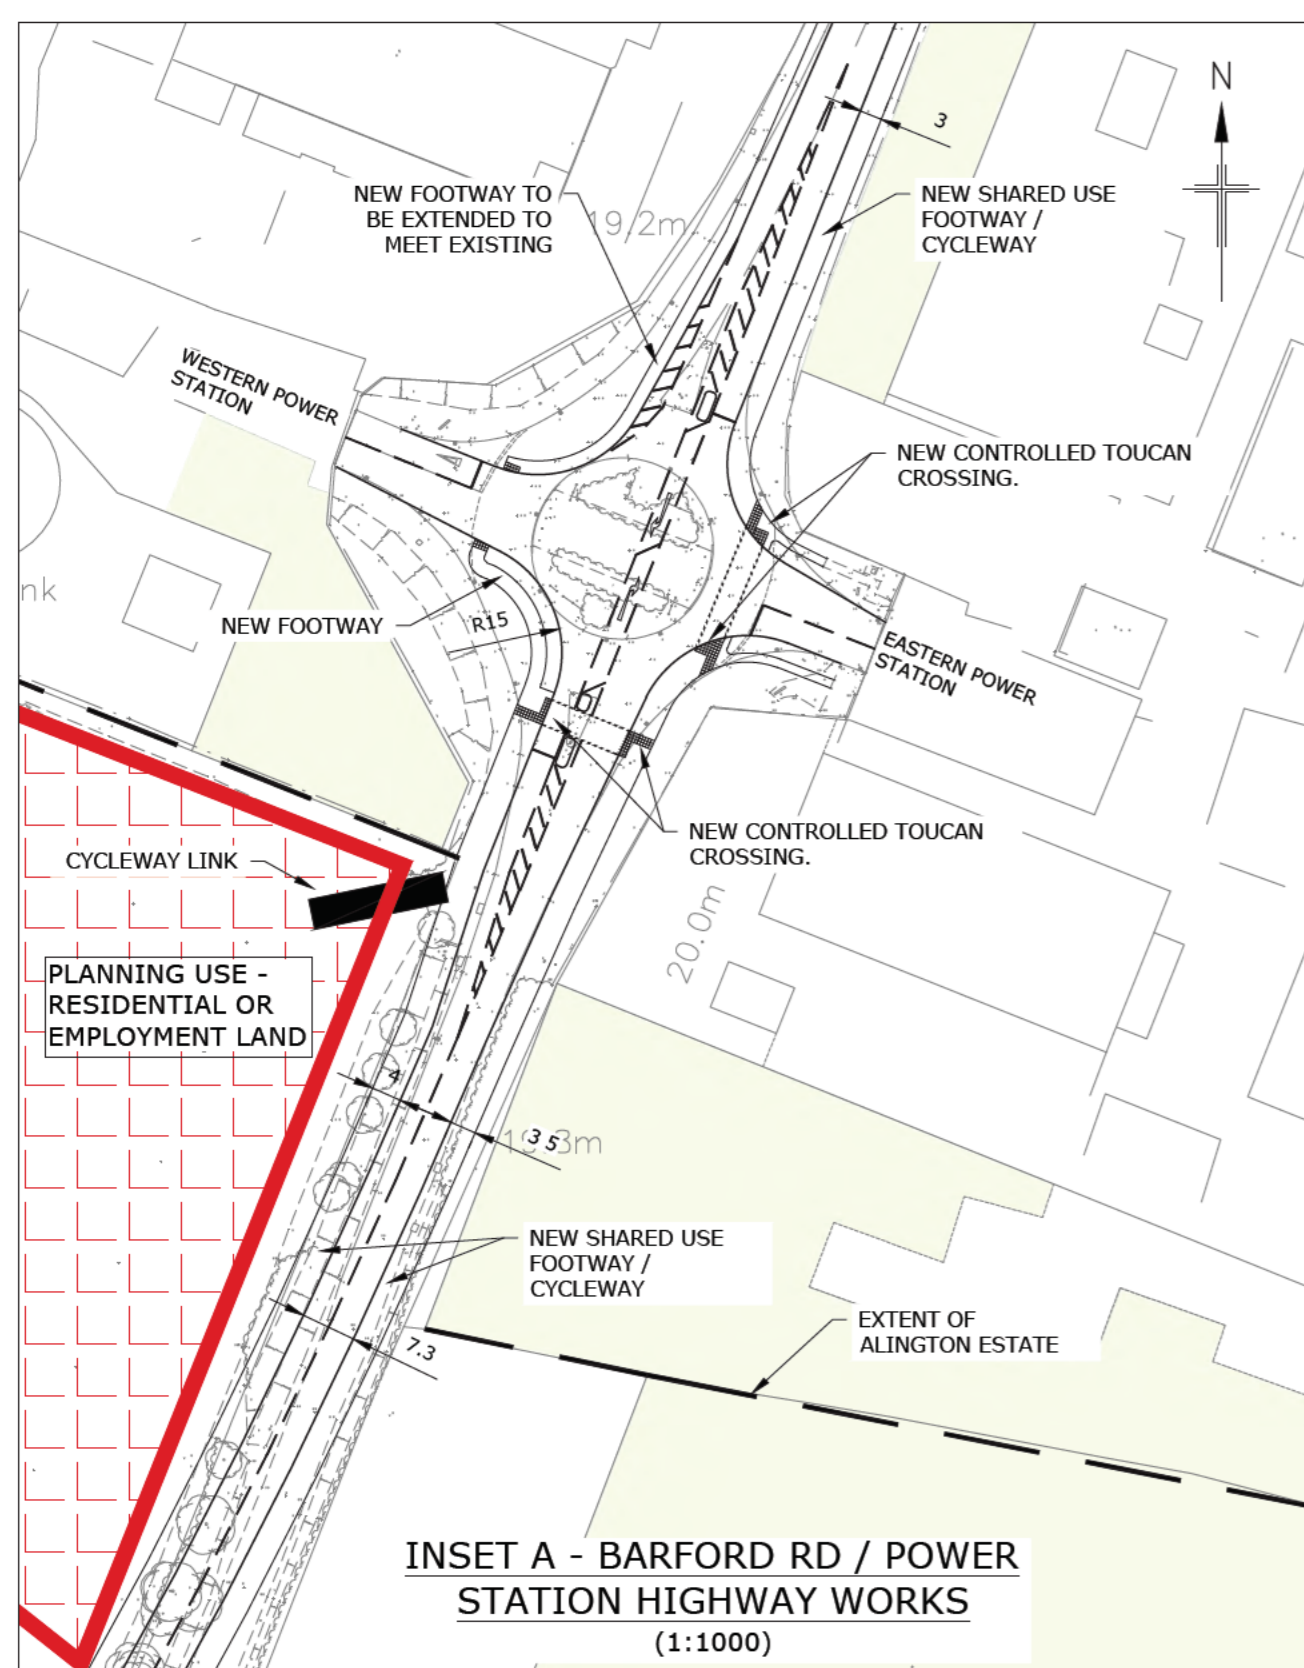 N
3
NEW FOOTWAY TO
BE EXTENDED TO
MEET EXISTING
19.2m
NEW SHARED USE
FOOTWAY /
CYCLEWAY
WESTERN POWER
STATION
NEW CONTROLLED TOUCAN
CROSSING.
nk
NEW FOOTWAY
R15
EASTERN POWER
STATION
NEW CONTROLLED TOUCAN
CROSSING.
CYCLEWAY LINK
20.0m
PLANNING USE -
RESIDENTIAL OR
EMPLOYMENT LAND
4
3 5
NEW SHARED USE
FOOTWAY /
CYCLEWAY
EXTENT OF
ALINGTON ESTATE
7.3
INSET A - BARFORD RD / POWER
STATION HIGHWAY WORKS
(1:1000)